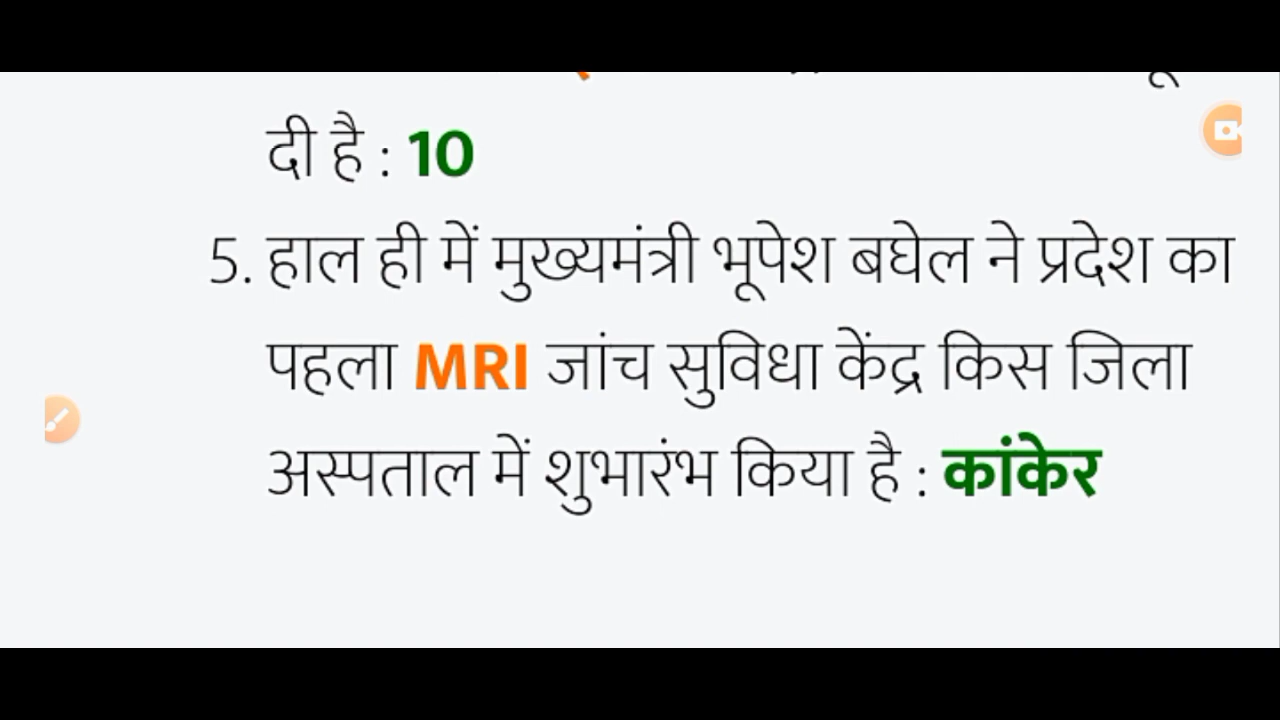 दी है : 10
5. हाल ही में मुख्यमंत्री भूपेश बघेल ने प्रदेश का
पहला MRI जांच सुविधा केंद्र किस जिला
अस्पताल में शुभारंभ किया है : कांकेर